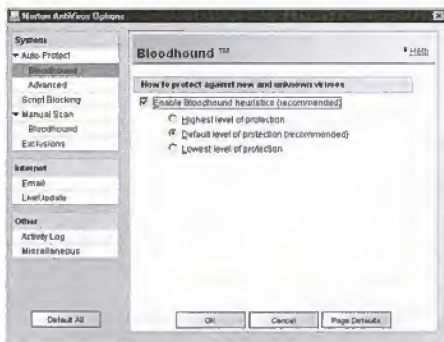 Norton AntiVirus Options
System
Auto-Protect
Bloodhound
Advanced
Script Blocking
Manual Scan
Bloodhound
Exclusions
Internet
Email
LiveUpdate
Other
Activity Log
Miscellaneous
Default All
Bloodhound ™
Help
How to protect against new and unknown viruses
Enable Bloodhound heuristics (recommended)
Highest level of protection
Default level of protection (recommended)
Lowest level of protection
OK
Cancel
Page Defaults